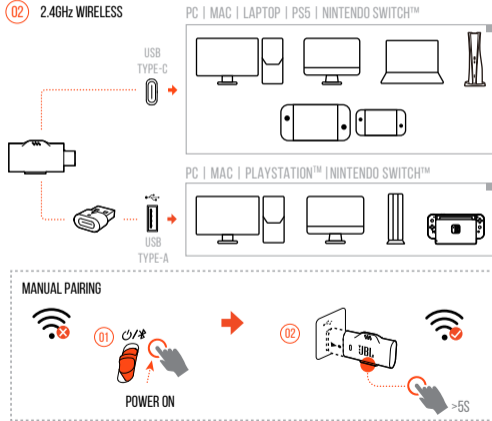 02 2.4GHz WIRELESS
PC | MAC | LAPTOP | PS5 | NINTENDO SWITCH™
USB
TYPE-C
PC | MAC | PLAYSTATION™ | NINTENDO SWITCH™
USB
TYPE-A
MANUAL PAIRING
01
02
JBL
POWER ON
>5S